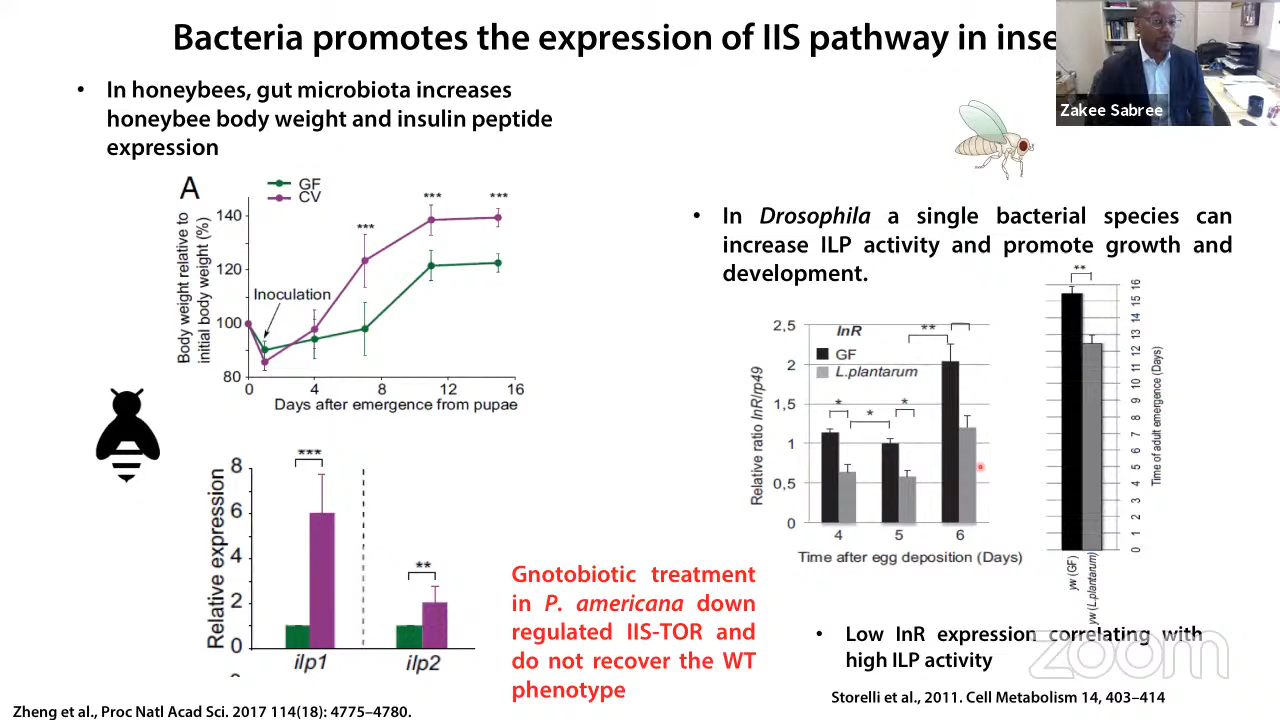 Bacteria promotes the expression of IIS pathway in inse
Zakee Sabree
• In honeybees, gut microbiota increases
honeybee body weight and insulin peptide
expression
A
GF
CV
Body weight relative to
initial body weight (%)
140
120
100
80
Inoculation
***
***
***
0 4 8 12 16
Days after emergence from pupae
Relative expression
8
6
4
2
0
***
**
ilp1
ilp2
• In Drosophila a single bacterial species can
increase ILP activity and promote growth and
development.
InR
GF
L.plantarum
Relative ratio InR/rp49
2,5
2
1,5
1
0,5
0
*
*
*
**
4 5 6
Time after egg deposition (Days)
**
16
15
14
13
12
11
10
9
8
7
6
5
4
3
2
1
0
Time of adult emergence (Days)
yw (GF)
yw (L.plantarum)
Gnotobiotic treatment
in P. americana down
regulated IIS-TOR and
do not recover the WT
phenotype
• Low InR expression correlating with
high ILP activity
zoom
Storelli et al., 2011. Cell Metabolism 14, 403–414
Zheng et al., Proc Natl Acad Sci. 2017 114(18): 4775–4780.